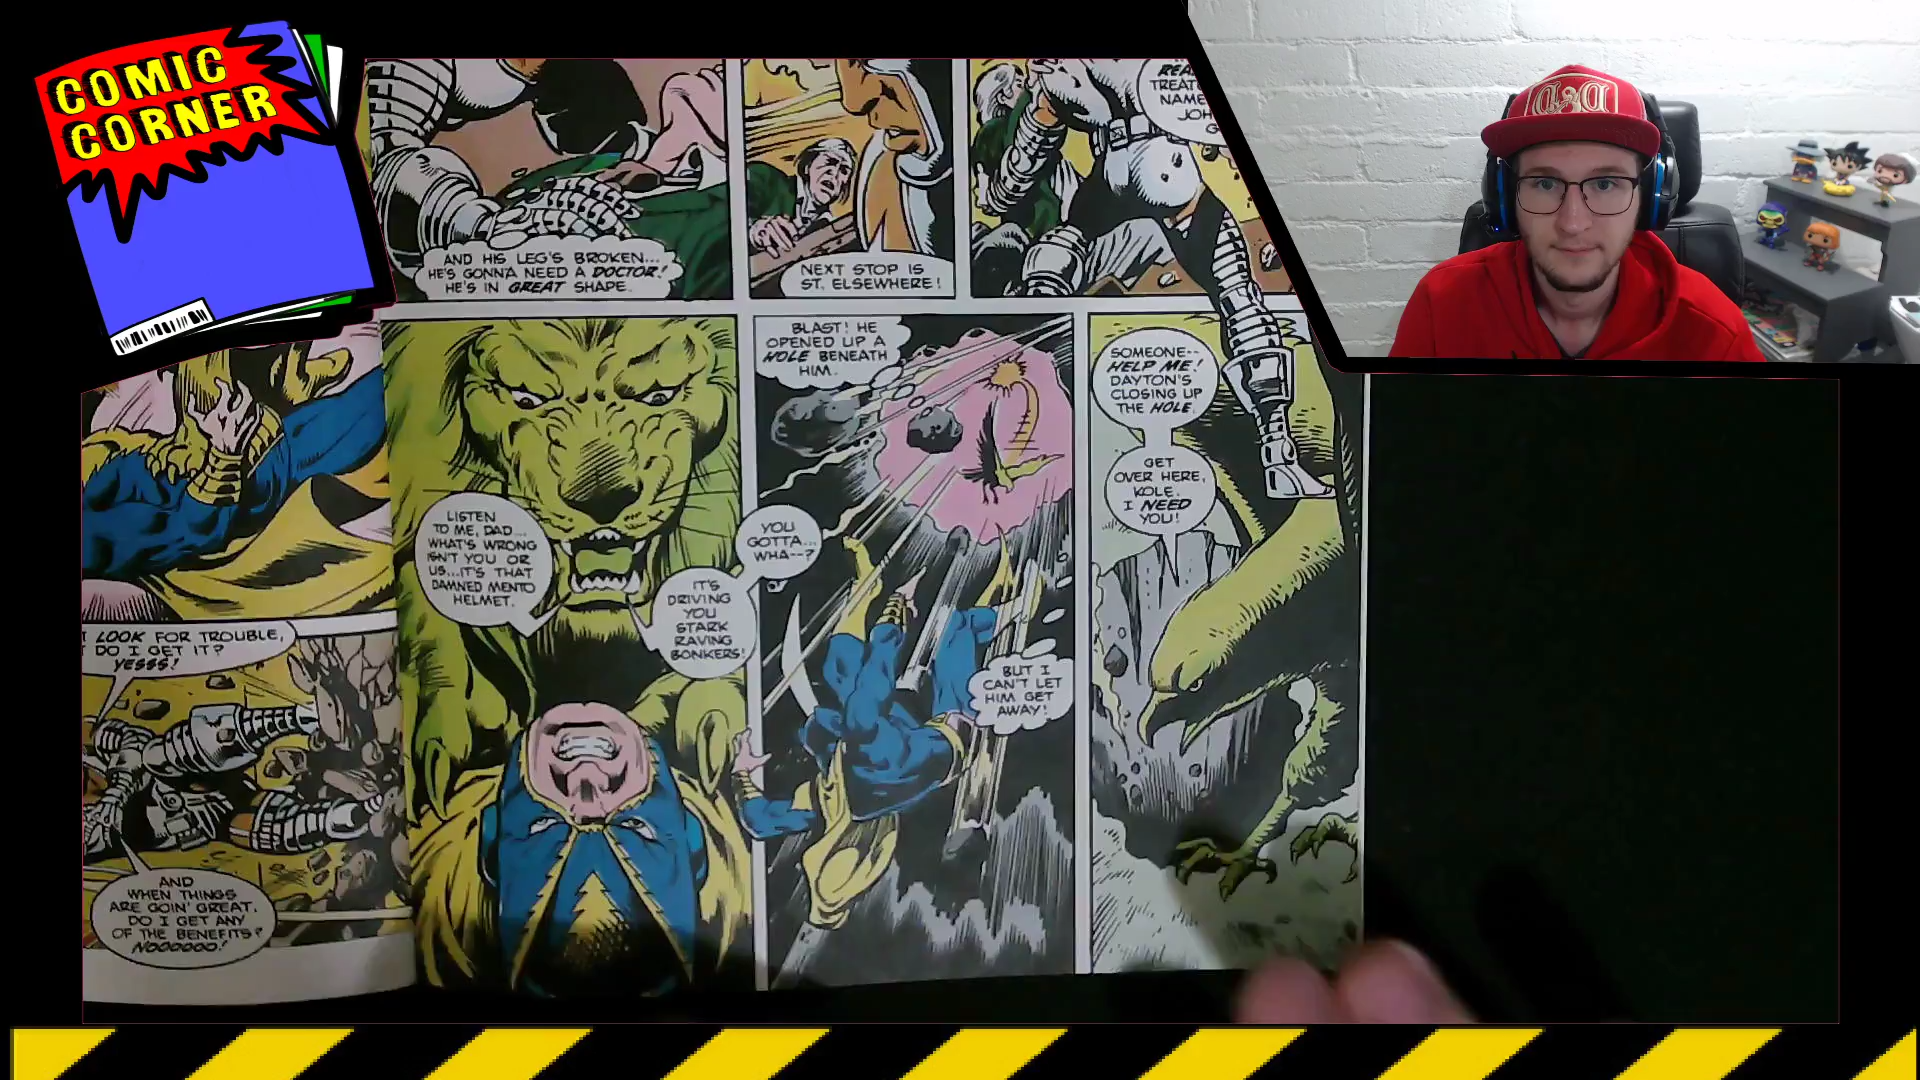 COMIC
CORNER
AND HIS LEG'S BROKEN...
HE'S GONNA NEED A DOCTOR!
HE'S IN GREAT SHAPE.
NEXT STOP IS
ST. ELSEWHERE!
TREAT
NAME
JOH
LOOK FOR TROUBLE,
DO I GET IT?
YESSS!
AND
WHEN THINGS
ARE GOIN' GREAT,
DO I GET ANY
OF THE BENEFITS?
NOOOOOO!
LISTEN
TO ME, DAD...
WHAT'S WRONG
ISN'T YOU OR
US...IT'S THAT
DAMNED MENTO
HELMET.
IT'S
DRIVING
YOU
STARK
RAVING
BONKERS!
BLAST! HE
OPENED UP A
HOLE BENEATH
HIM.
YOU
GOTTA...
WHA--?
BUT I
CAN'T LET
HIM GET
AWAY!
SOMEONE--
HELP ME!
DAYTON'S
CLOSING UP
THE HOLE.
GET
OVER HERE,
KOLE.
I NEED
YOU!
D&D